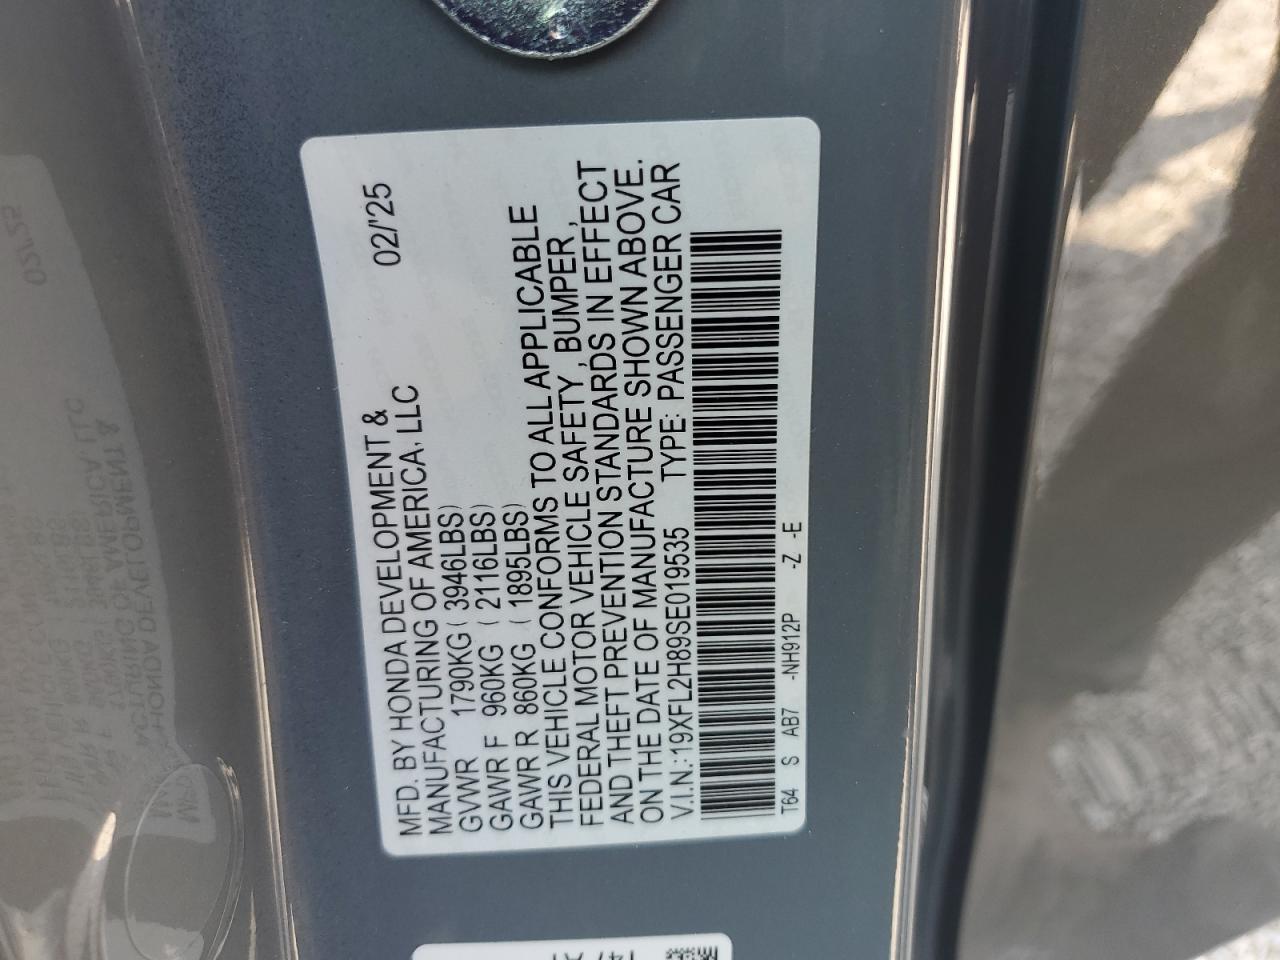 MFD. BY HONDA DEVELOPMENT &
MANUFACTURING OF AMERICA, LLC 02/'25
GVWR 1790KG ( 3946LBS)
GAWR F 960KG ( 2116LBS)
GAWR R 860KG ( 1895LBS)
THIS VEHICLE CONFORMS TO ALL APPLICABLE
FEDERAL MOTOR VEHICLE SAFETY , BUMPER ,
AND THEFT PREVENTION STANDARDS IN EFFECT
ON THE DATE OF MANUFACTURE SHOWN ABOVE.
V.I.N.:19XFL2H89SE019535 TYPE: PASSENGER CAR
T64 S AB7 -NH912P -Z -E